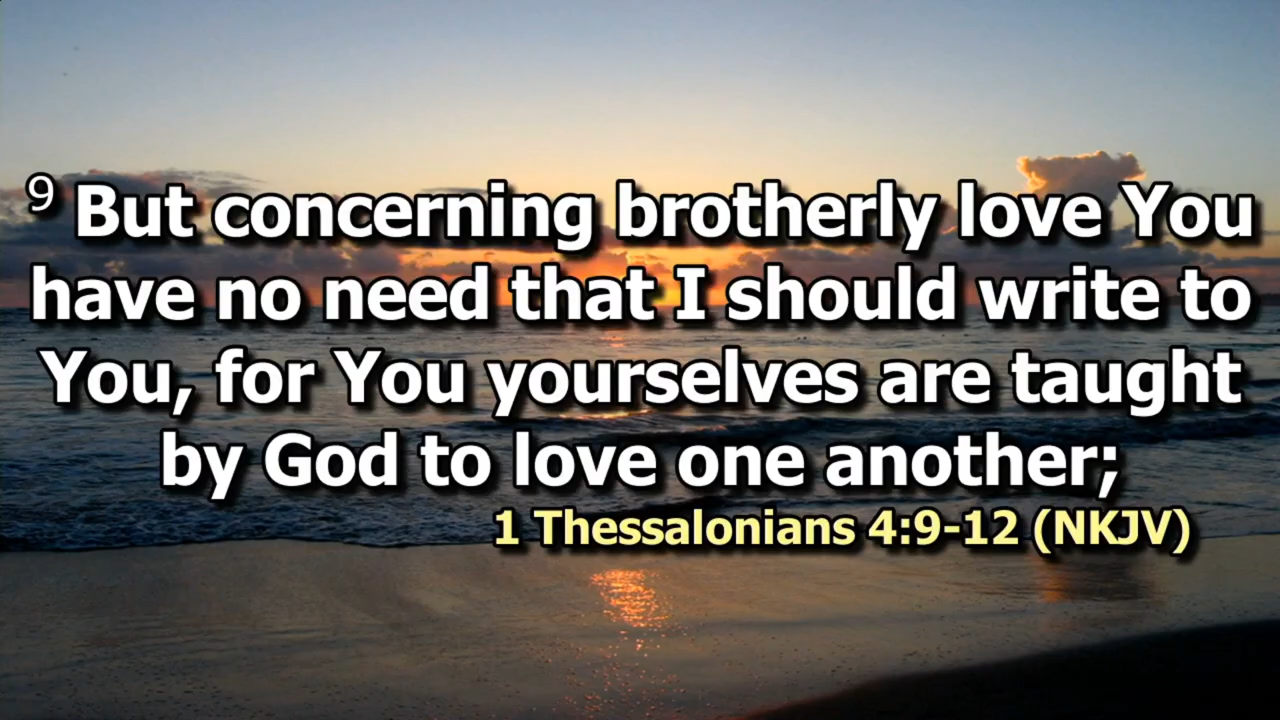 9 But concerning brotherly love You
have no need that I should write to
You, for You yourselves are taught
by God to love one another;
1 Thessalonians 4:9-12 (NKJV)